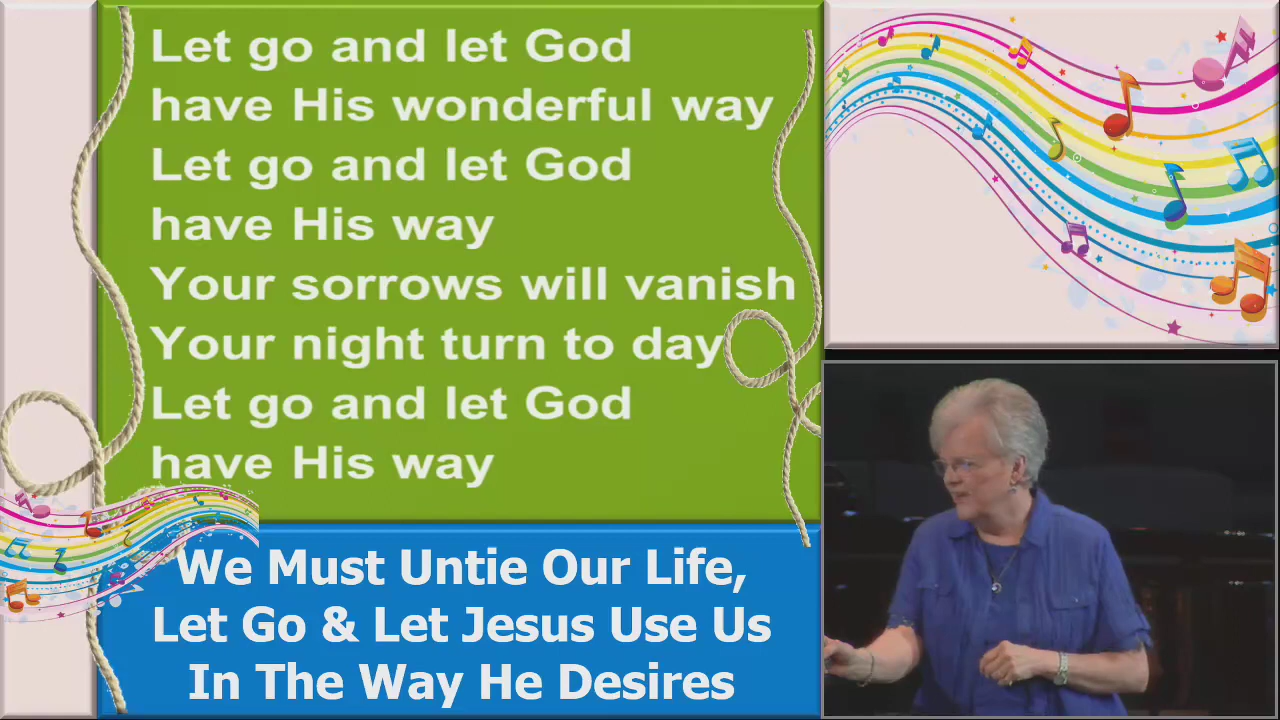 Let go and let God
have His wonderful way
Let go and let God
have His way
Your sorrows will vanish
Your night turn to day
Let go and let God
have His way
We Must Untie Our Life,
Let Go & Let Jesus Use Us
In The Way He Desires